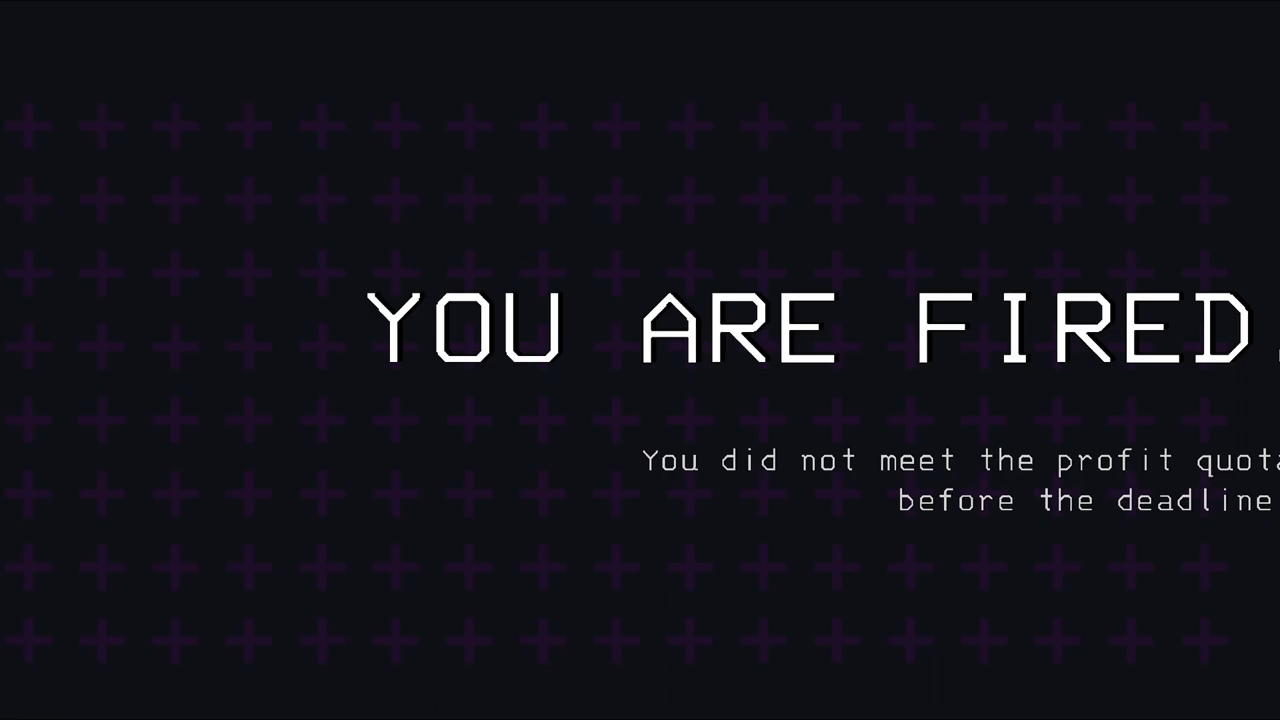 YOU ARE FIRED
You did not meet the profit quota
before the deadline